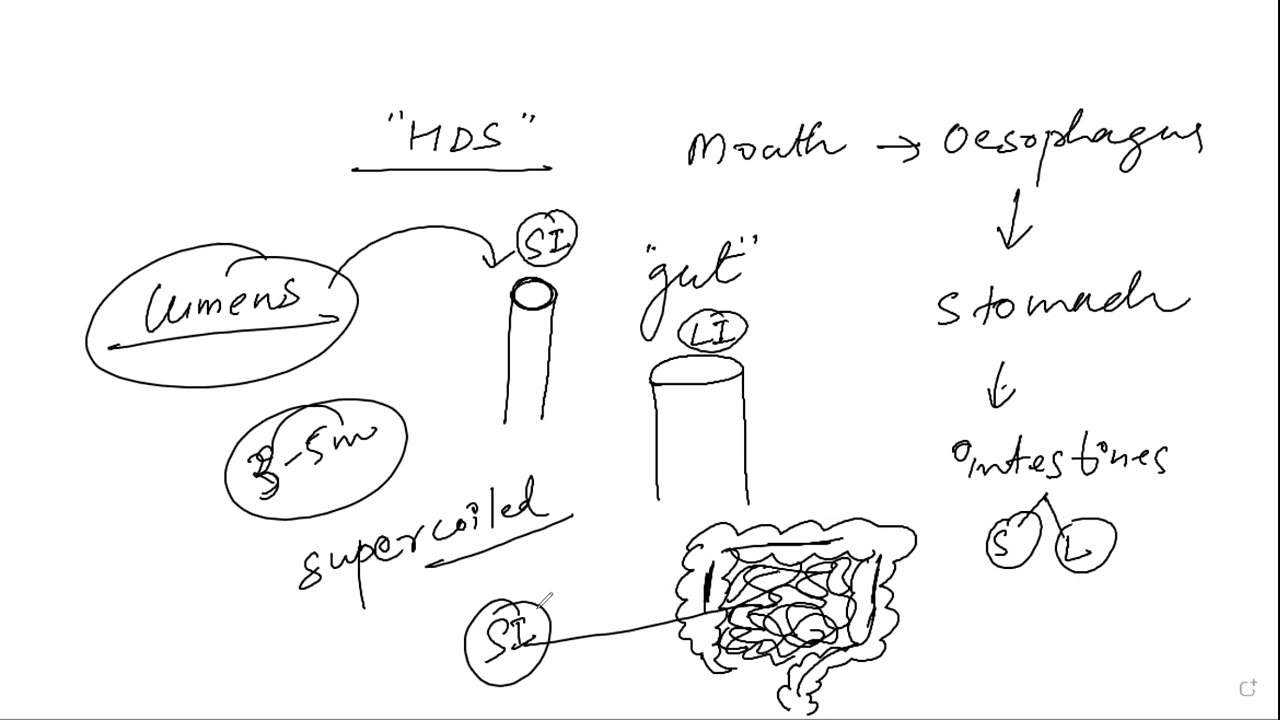 "HDS"
Mouth → Oesophagus
↓
Stomach
↓
intestines
S L
SI
lumens
"gut"
LI
3-5m
supercoiled
SI